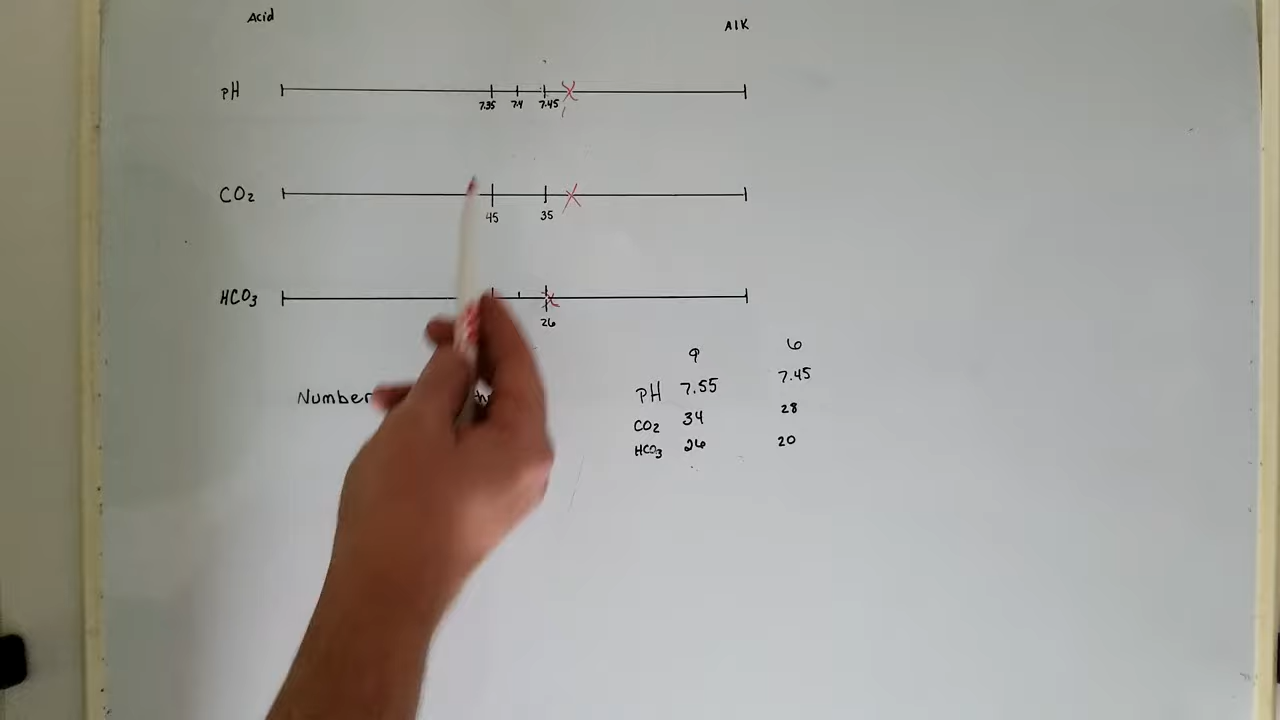 Acid AlK
pH
7.35 7.4 7.45
CO₂
45 35
HCO₃
26
Number
9 6
pH 7.55 7.45
CO₂ 34 28
HCO₃ 26 20